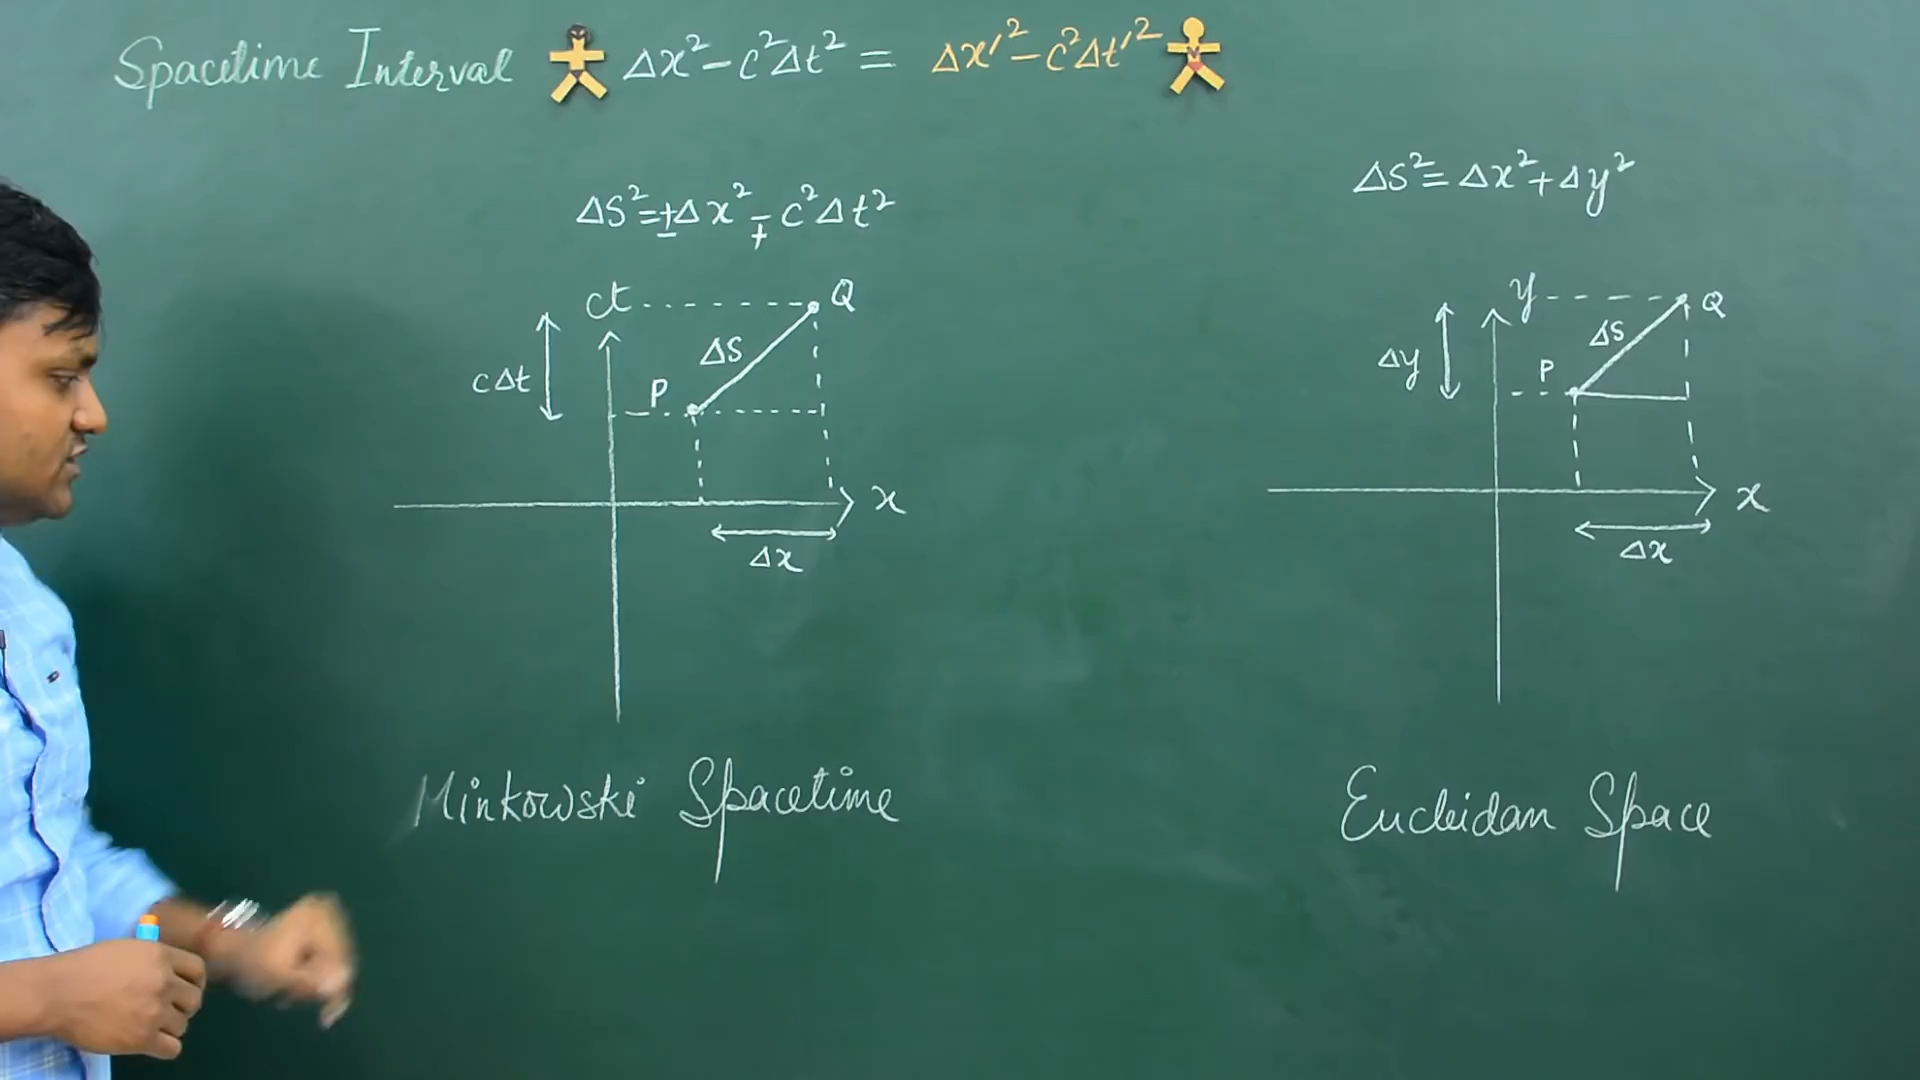 Spacetime Interval Δx² - c²Δt² = Δx'² - c²Δt'²
ΔS² = ±Δx² ∓ c²Δt²
ct
Q
ΔS
cΔt
P
x
Δx
Minkowski Spacetime
ΔS² = Δx² + Δy²
y
Q
ΔS
Δy
P
x
Δx
Eucleidan Space